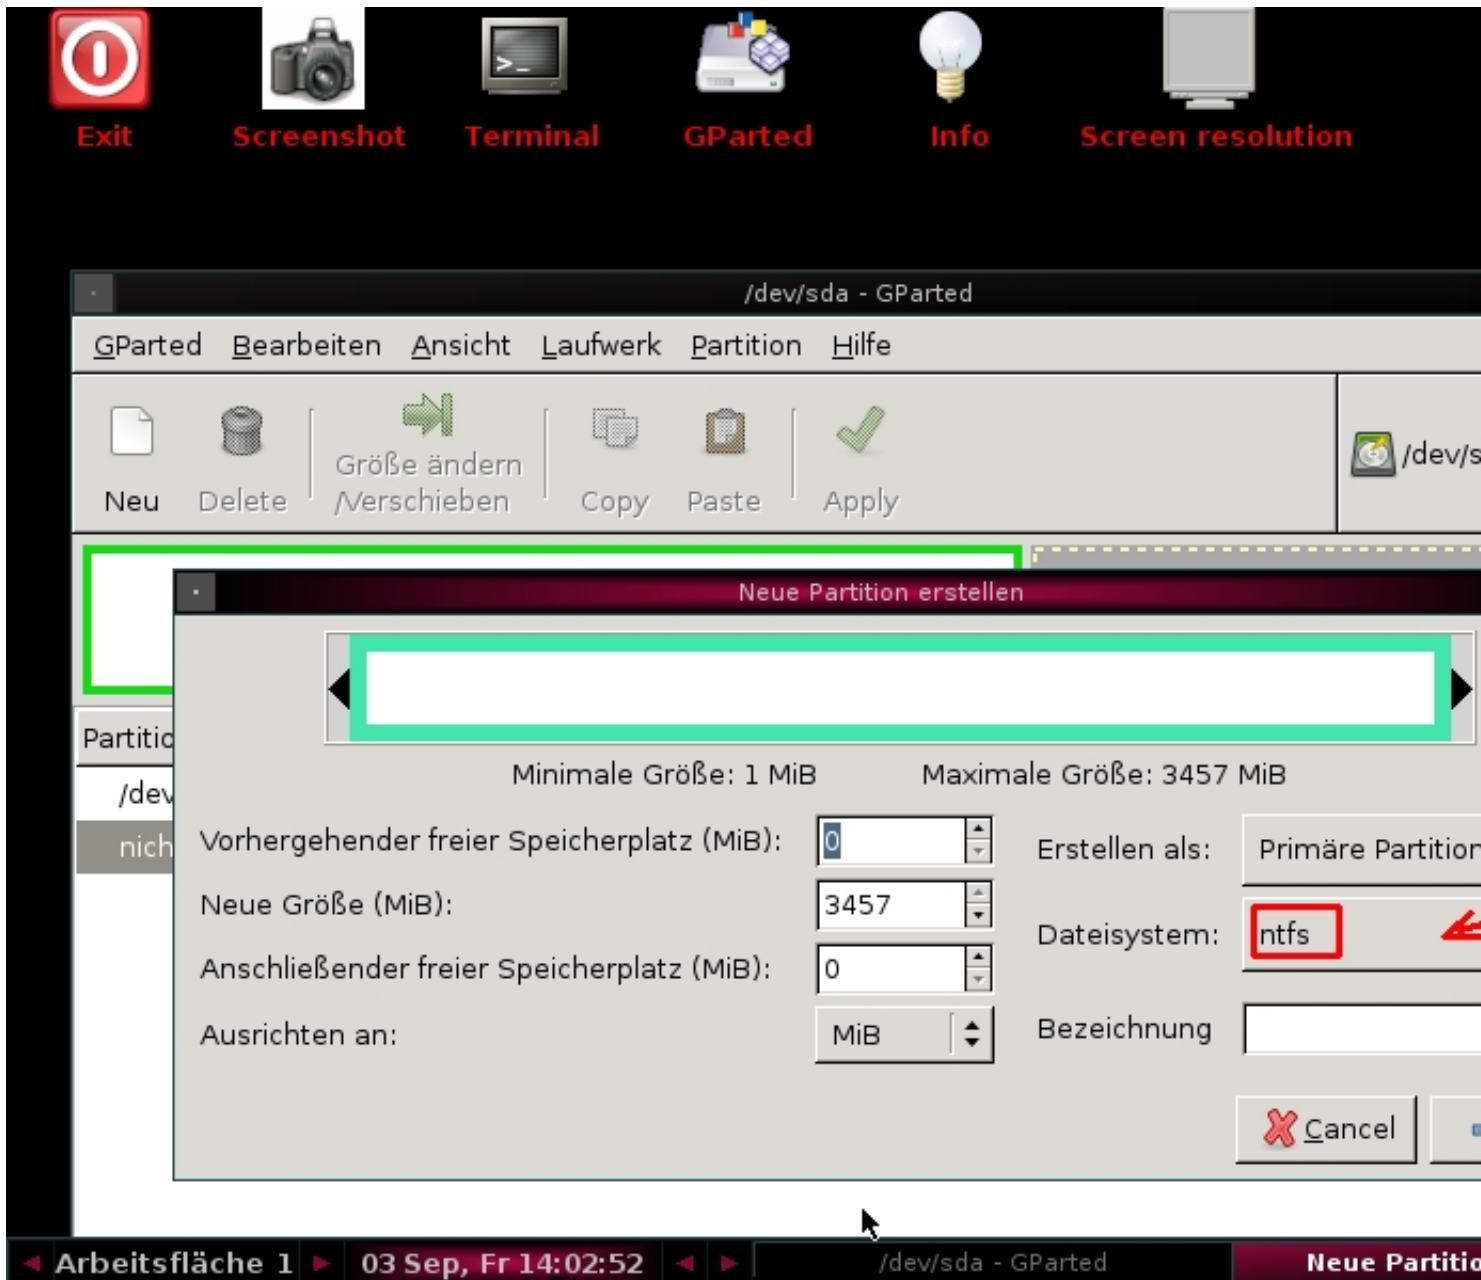 Exit
Screenshot
Terminal
GParted
Info
Screen resolution
/dev/sda - GParted
GParted Bearbeiten Ansicht Laufwerk Partition Hilfe
Neu
Delete
Größe ändern
/Verschieben
Copy
Paste
Apply
/dev/s
Neue Partition erstellen
Partitio
/dev
nich
Minimale Größe: 1 MiB
Maximale Größe: 3457 MiB
Vorhergehender freier Speicherplatz (MiB): 0
Neue Größe (MiB): 3457
Anschließender freier Speicherplatz (MiB): 0
Ausrichten an: MiB
Erstellen als: Primäre Partition
Dateisystem: ntfs
Bezeichnung
Cancel
Arbeitsfläche 1
03 Sep, Fr 14:02:52
/dev/sda - GParted
Neue Partitio